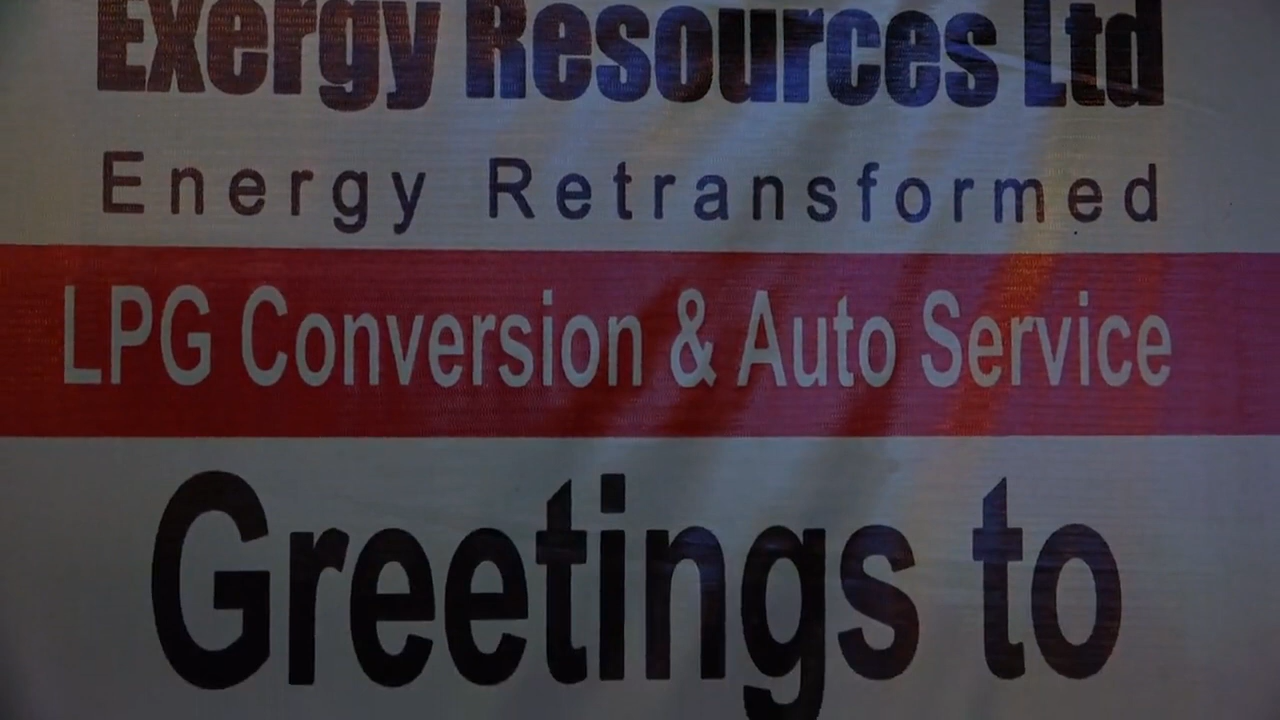 Exergy Resources Ltd
Energy Retransformed
LPG Conversion & Auto Service
Greetings to